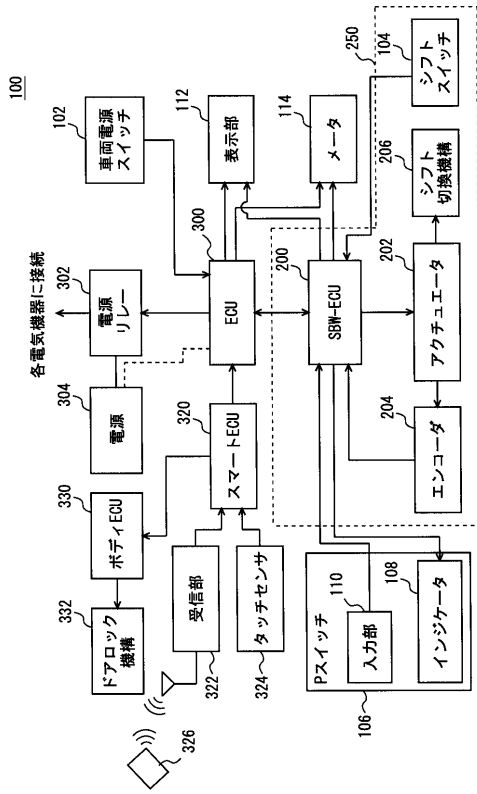 100
各電気機器に接続
102
車両電源
スイッチ
302
電源
リレー
304
電源
112
表示部
300
ECU
320
スマートECU
330
ボディECU
332
ドアロック
機構
114
メータ
200
SBW-ECU
322
受信部
324
タッチセンサ
326
250
104
シフト
スイッチ
206
シフト
切換機構
202
アクチュエータ
204
エンコーダ
Pスイッチ
110
入力部
108
インジケータ
106